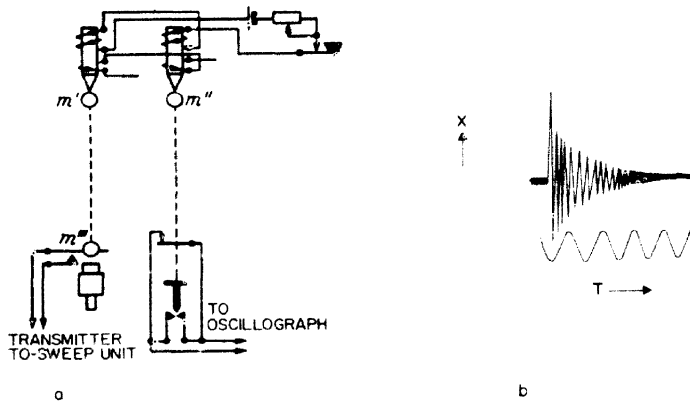 m' m''
m'''
TO
OSCILLOGRAPH
TRANSMITTER
TO-SWEEP UNIT
a
X
T
b